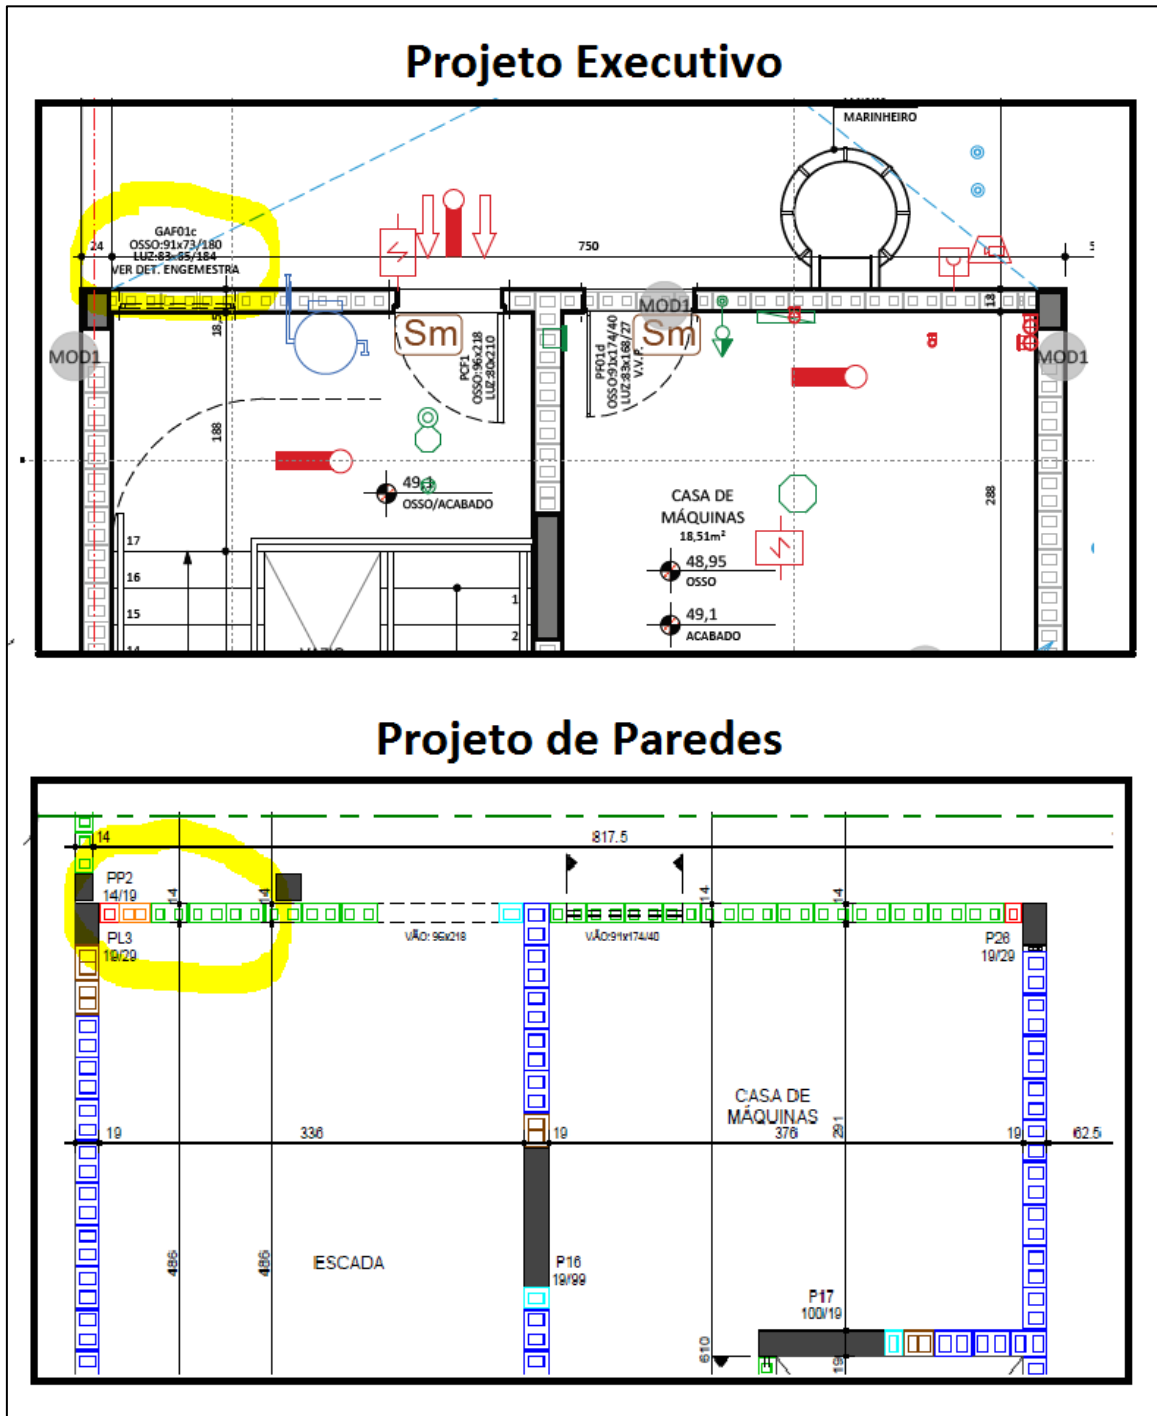 Projeto Executivo
MARINHEIRO
GAF01c
OSSO:91x73/180
LUZ:83x65/184
VER DET. ENGEMESTRA
24
750
5
MOD1
18
18,5
Sm
Sm
MOD1
MOD1
PCF1
OSSO:96x218
LUZ:80x210
PF01d
OSSO:91x174/40
LUZ:83x168/27
V.V.P.
188
49,1
OSSO/ACABADO
CASA DE
MÁQUINAS
18,51m²
288
48,95
OSSO
49,1
ACABADO
17
16
15
14
1
2
Projeto de Paredes
14
817.5
PP2
14/19
14
14
14
14
PL3
19/29
VÃO: 96x218
VÃO:91x174/40
P26
19/29
CASA DE
MÁQUINAS
19
336
19
376
291
19
62.5
486
486
ESCADA
P16
19/99
P17
100/19
610
19